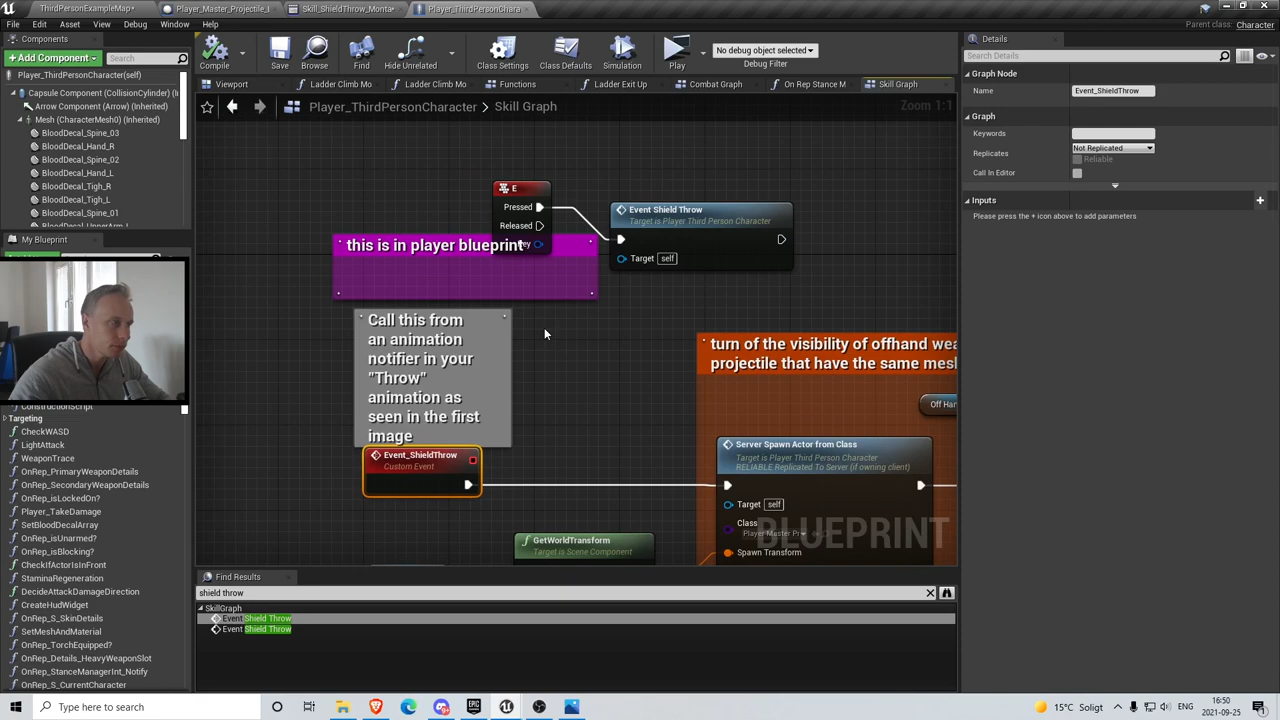 ThirdPersonExampleMap*
Player_Master_Projectile_
Skill_ShieldThrow_Monta
Player_ThirdPersonChara
File Edit Asset View Debug Window Help
Parent class: Character
Components
+ Add Component
Search
Player_ThirdPersonCharacter(self)
Capsule Component (CollisionCylinder) (I
Arrow Component (Arrow) (Inherited)
Mesh (CharacterMesh0) (Inherited)
BloodDecal_Spine_03
BloodDecal_Hand_R
BloodDecal_Spine_02
BloodDecal_Hand_L
BloodDecal_Tigh_R
BloodDecal_Tigh_L
BloodDecal_Spine_01
My Blueprint
ConstructionScript
Targeting
CheckWASD
LightAttack
WeaponTrace
OnRep_PrimaryWeaponDetails
OnRep_SecondaryWeaponDetails
OnRep_isLockedOn?
Player_TakeDamage
SetBloodDecalArray
OnRep_isUnarmed?
OnRep_isBlocking?
CheckIfActorIsInFront
StaminaRegeneration
DecideAttackDamageDirection
CreateHudWidget
OnRep_S_SkinDetails
SetMeshAndMaterial
OnRep_TorchEquipped?
OnRep_Details_HeavyWeaponSlot
OnRep_StanceManagerInt_Notify
OnRep_S_CurrentCharacter
Compile
Save
Browse
Find
Hide Unrelated
Class Settings
Class Defaults
Simulation
Play
No debug object selected
Debug Filter
Viewport
Ladder Climb Mo
Ladder Climb Mo
Functions
Ladder Exit Up
Combat Graph
On Rep Stance M
Skill Graph
Player_ThirdPersonCharacter > Skill Graph
Zoom 1:1
E
Pressed
Released
Key
Event Shield Throw
Target is Player Third Person Character
Target self
this is in player blueprint
Call this from
an animation
notifier in your
"Throw"
animation as
seen in the first
image
Event_ShieldThrow
Custom Event
turn of the visibility of offhand wea
projectile that have the same mesh
Off Han
Server Spawn Actor from Class
Target is Player Third Person Character
RELIABLE Replicated To Server (if owning client)
Target self
Class
Player Master Pr
Spawn Transform
GetWorldTransform
Target is Scene Component
BLUEPRINT
Find Results
shield throw
SkillGraph
Event Shield Throw
Event Shield Throw
Details
Search Details
Graph Node
Name Event_ShieldThrow
Graph
Keywords
Replicates Not Replicated
Reliable
Call In Editor
Inputs
Please press the + icon above to add parameters
Type here to search
15°C Soligt
16:50
2021-09-25